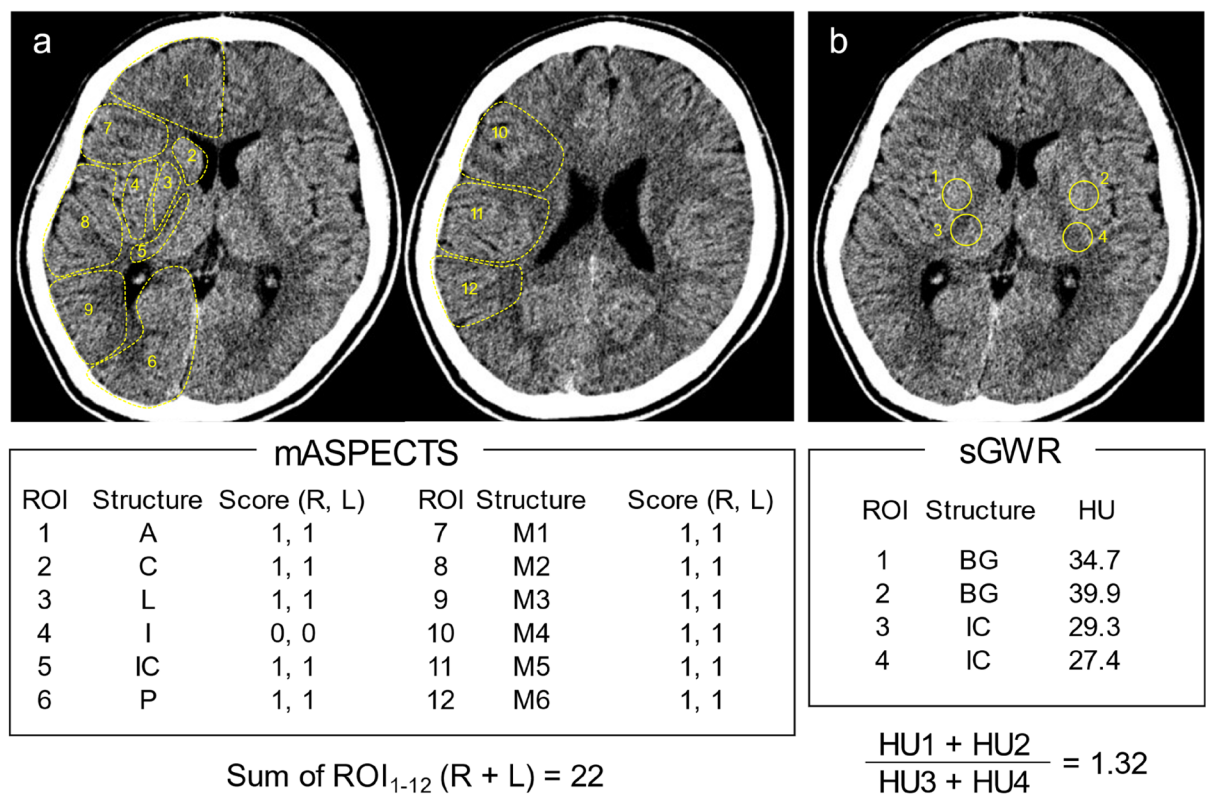 a
1
7
2
4
3
8
5
9
6
10
11
12
b
1
2
3
4
mASPECTS
ROI Structure Score (R, L) ROI Structure Score (R, L)
1 A 1, 1 7 M1 1, 1
2 C 1, 1 8 M2 1, 1
3 L 1, 1 9 M3 1, 1
4 I 0, 0 10 M4 1, 1
5 IC 1, 1 11 M5 1, 1
6 P 1, 1 12 M6 1, 1
Sum of ROI1-12 (R + L) = 22
sGWR
ROI Structure HU
1 BG 34.7
2 BG 39.9
3 IC 29.3
4 IC 27.4
HU1 + HU2
HU3 + HU4 = 1.32